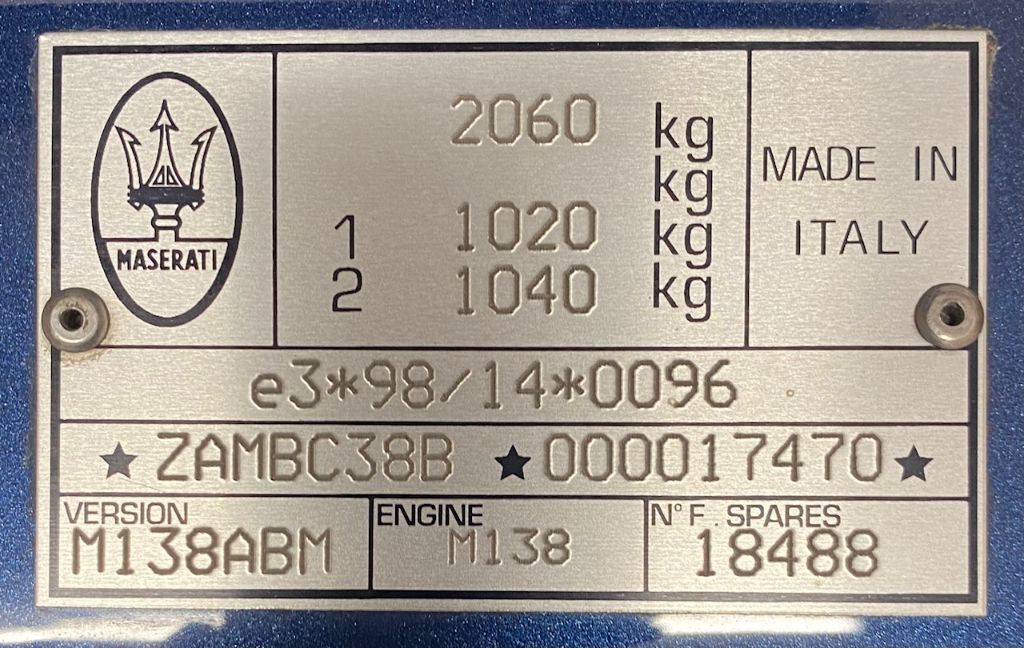 MASERATI
2060 kg
kg
1 1020 kg
2 1040 kg
MADE IN
ITALY
e3*98/14*0096
★ ZAMBC38B ★ 000017470 ★
VERSION
M138ABM
ENGINE
M138
N° F. SPARES
18488